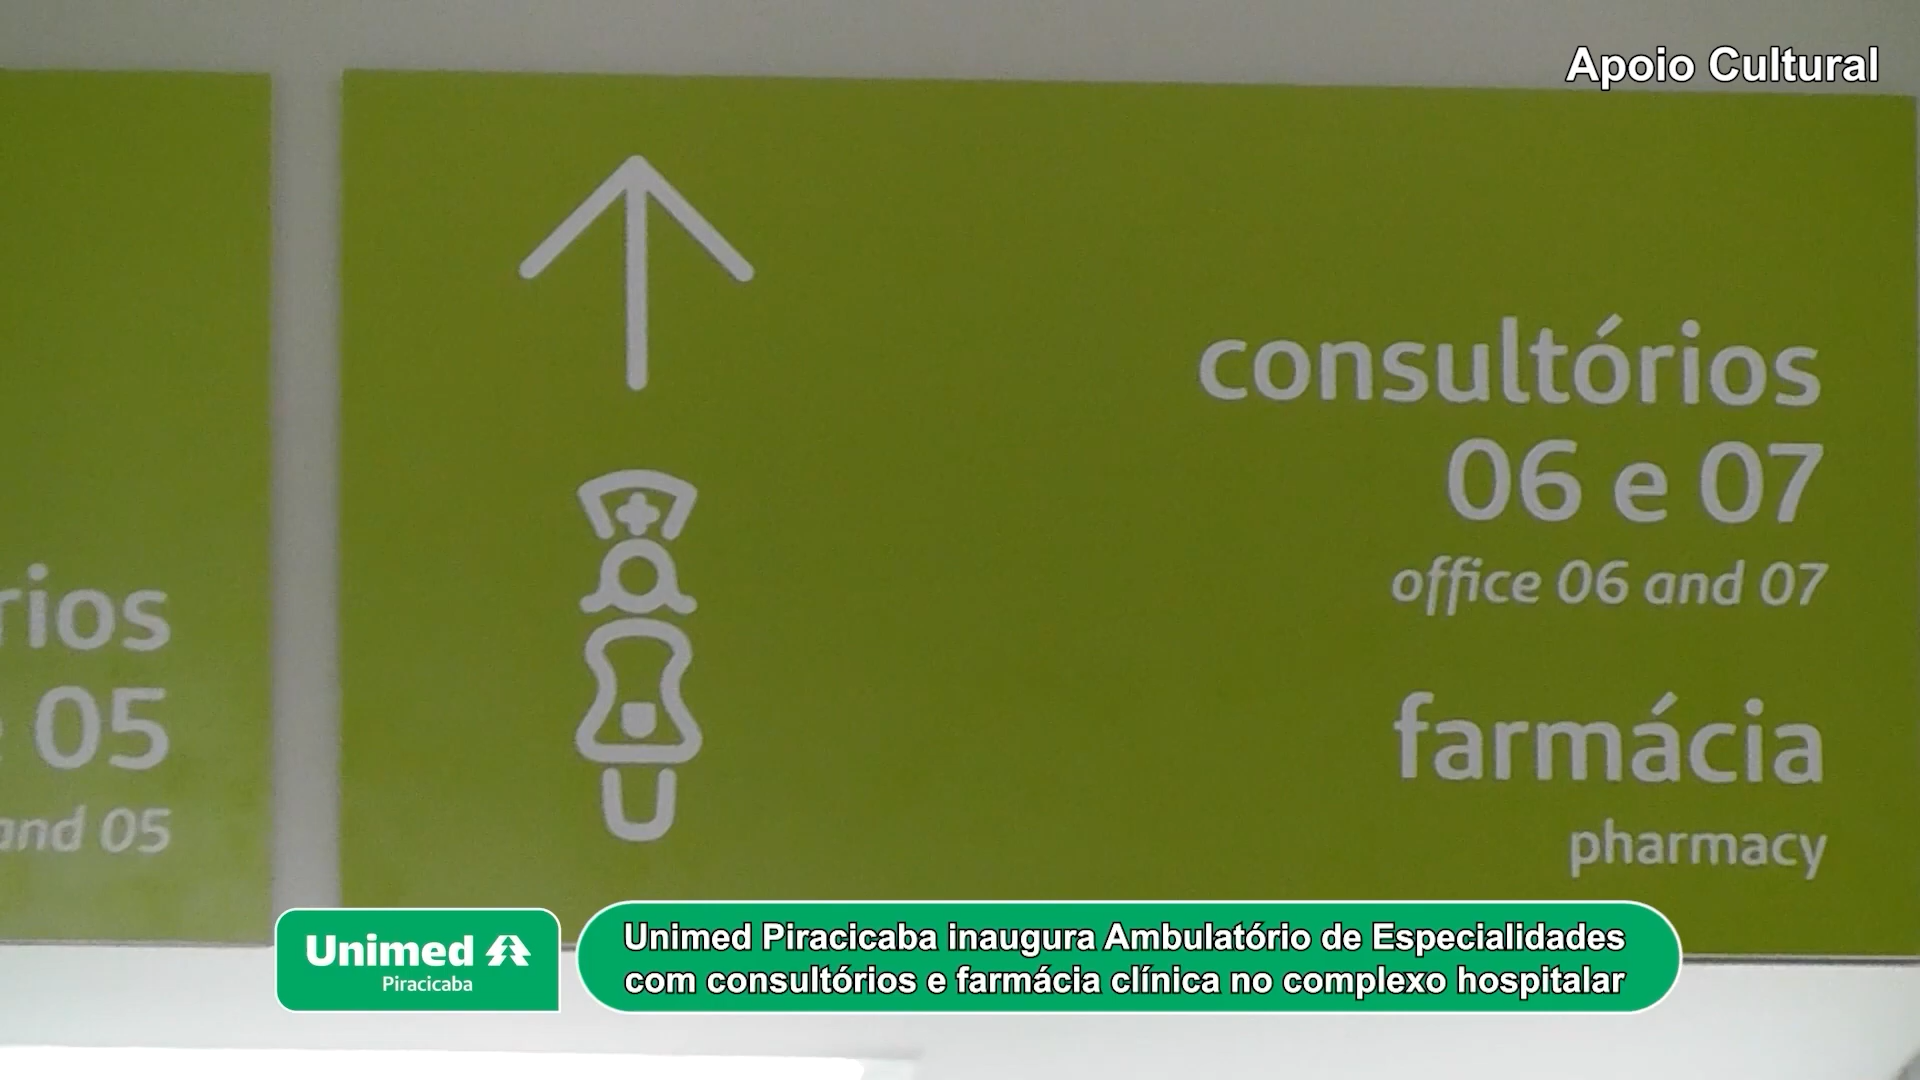 Apoio Cultural
consultórios
06 e 07
office 06 and 07
farmácia
pharmacy
05
and 05
Unimed
Piracicaba
Unimed Piracicaba inaugura Ambulatório de Especialidades
com consultórios e farmácia clínica no complexo hospitalar